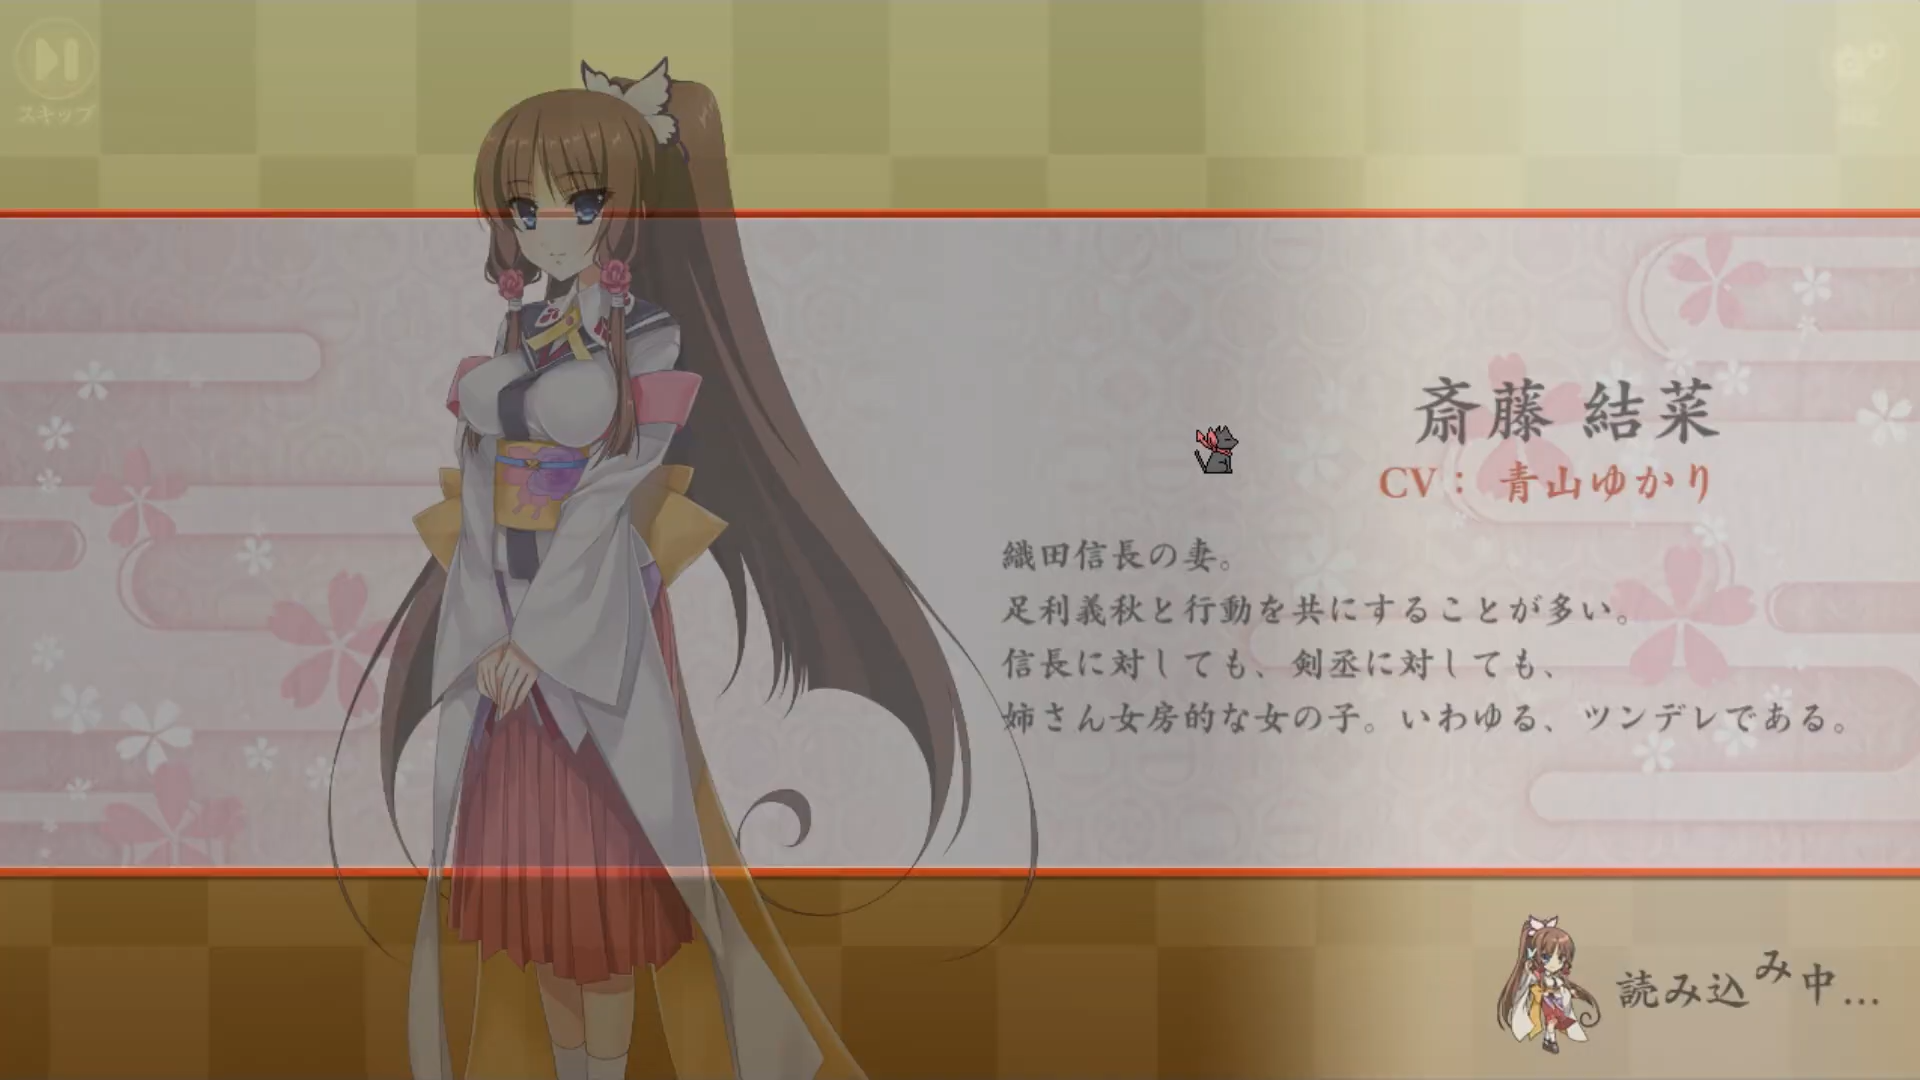 スキップ
斎藤 結菜
CV： 青山ゆかり
織田信長の妻。
足利義秋と行動を共にすることが多い。
信長に対しても、剣丞に対しても、
姉さん女房的な女の子。いわゆる、ツンデレである。
読み込み中...